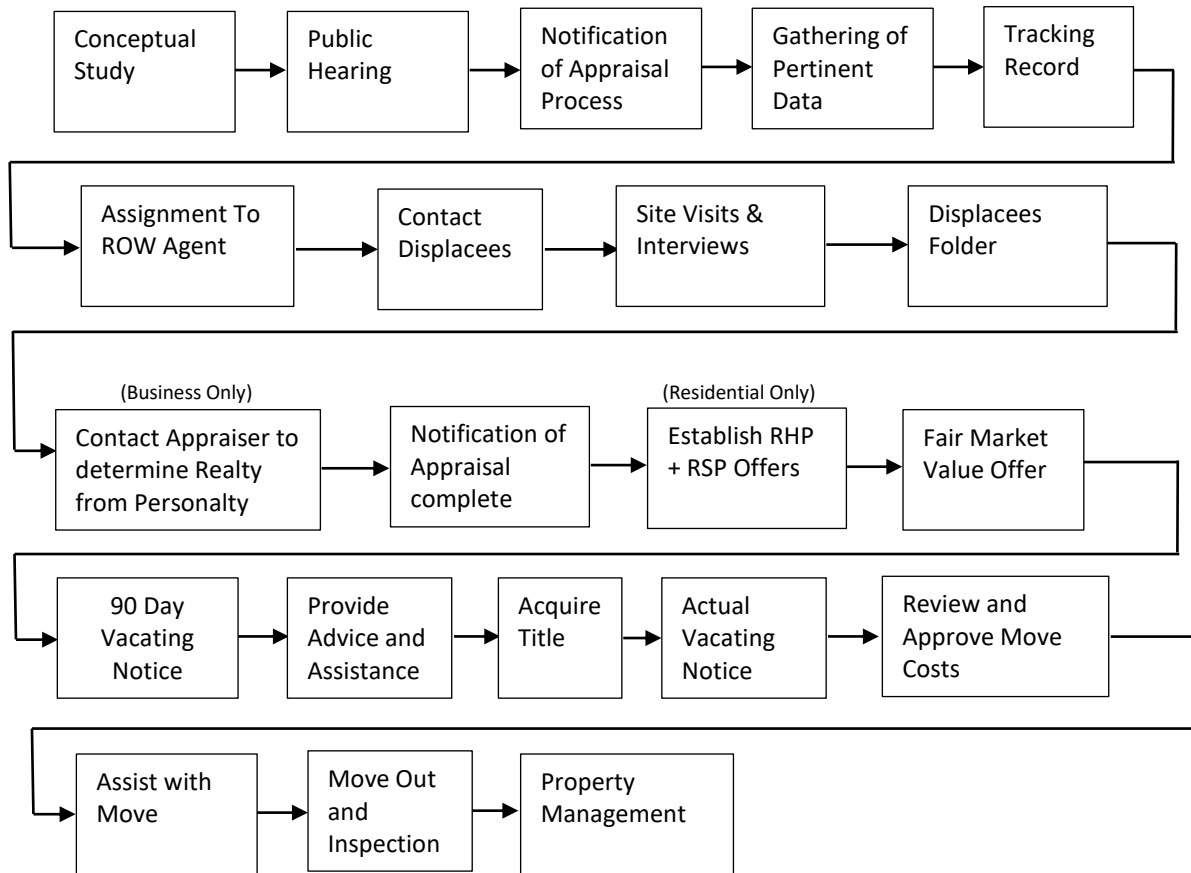 Conceptual
Study
Public
Hearing
Notification
of Appraisal
Process
Gathering of
Pertinent
Data
Tracking
Record
Assignment To
ROW Agent
Contact
Displacees
Site Visits &
Interviews
Displacees
Folder
(Business Only)
Contact Appraiser to
determine Realty
from Personalty
Notification of
Appraisal
complete
(Residential Only)
Establish RHP
+ RSP Offers
Fair Market
Value Offer
90 Day
Vacating
Notice
Provide
Advice and
Assistance
Acquire
Title
Actual
Vacating
Notice
Review and
Approve Move
Costs
Assist with
Move
Move Out
and
Inspection
Property
Management